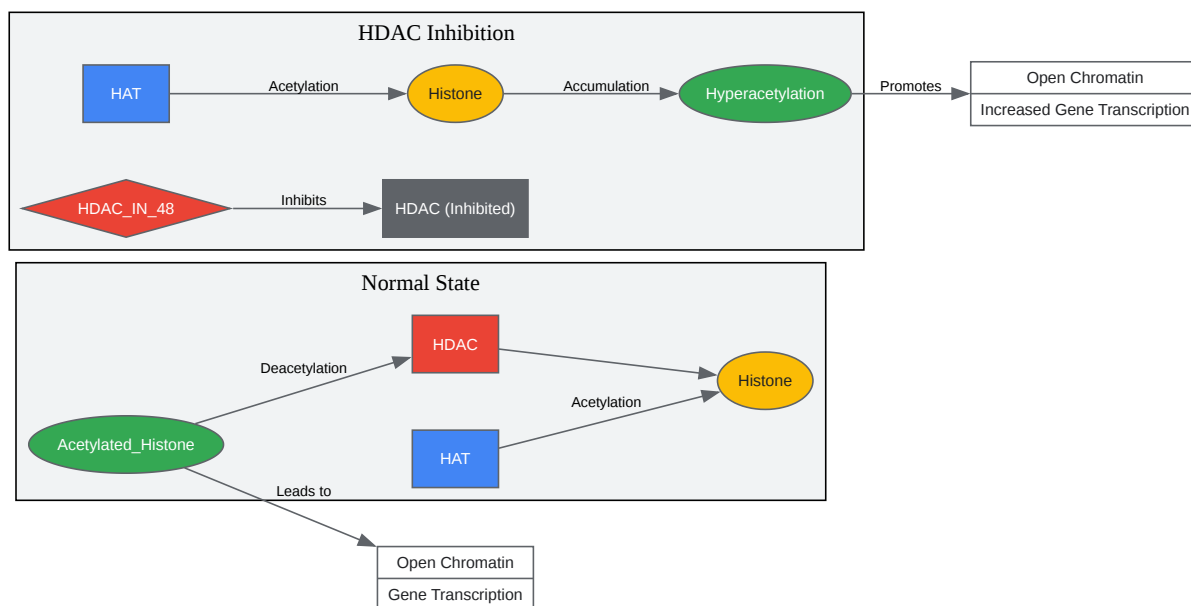 HDAC Inhibition
HAT
Acetylation
Histone
Accumulation
Hyperacetylation
Promotes
Open Chromatin
Increased Gene Transcription
HDAC_IN_48
Inhibits
HDAC (Inhibited)
Normal State
HDAC
Deacetylation
Histone
Acetylation
Acetylated_Histone
HAT
Leads to
Open Chromatin
Gene Transcription